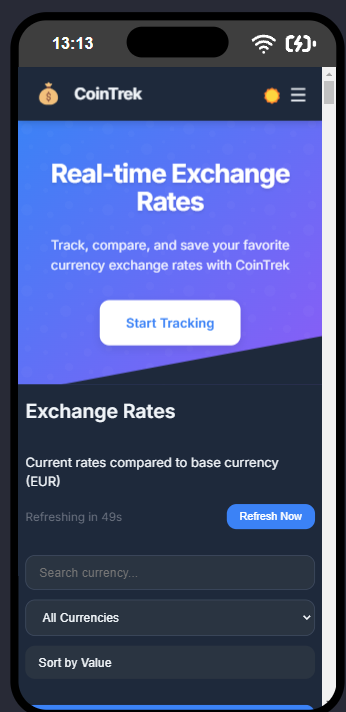 13:13
CoinTrek
Real-time Exchange
Rates
Track, compare, and save your favorite
currency exchange rates with CoinTrek
Start Tracking
Exchange Rates
Current rates compared to base currency
(EUR)
Refreshing in 49s
Refresh Now
Search currency...
All Currencies
Sort by Value